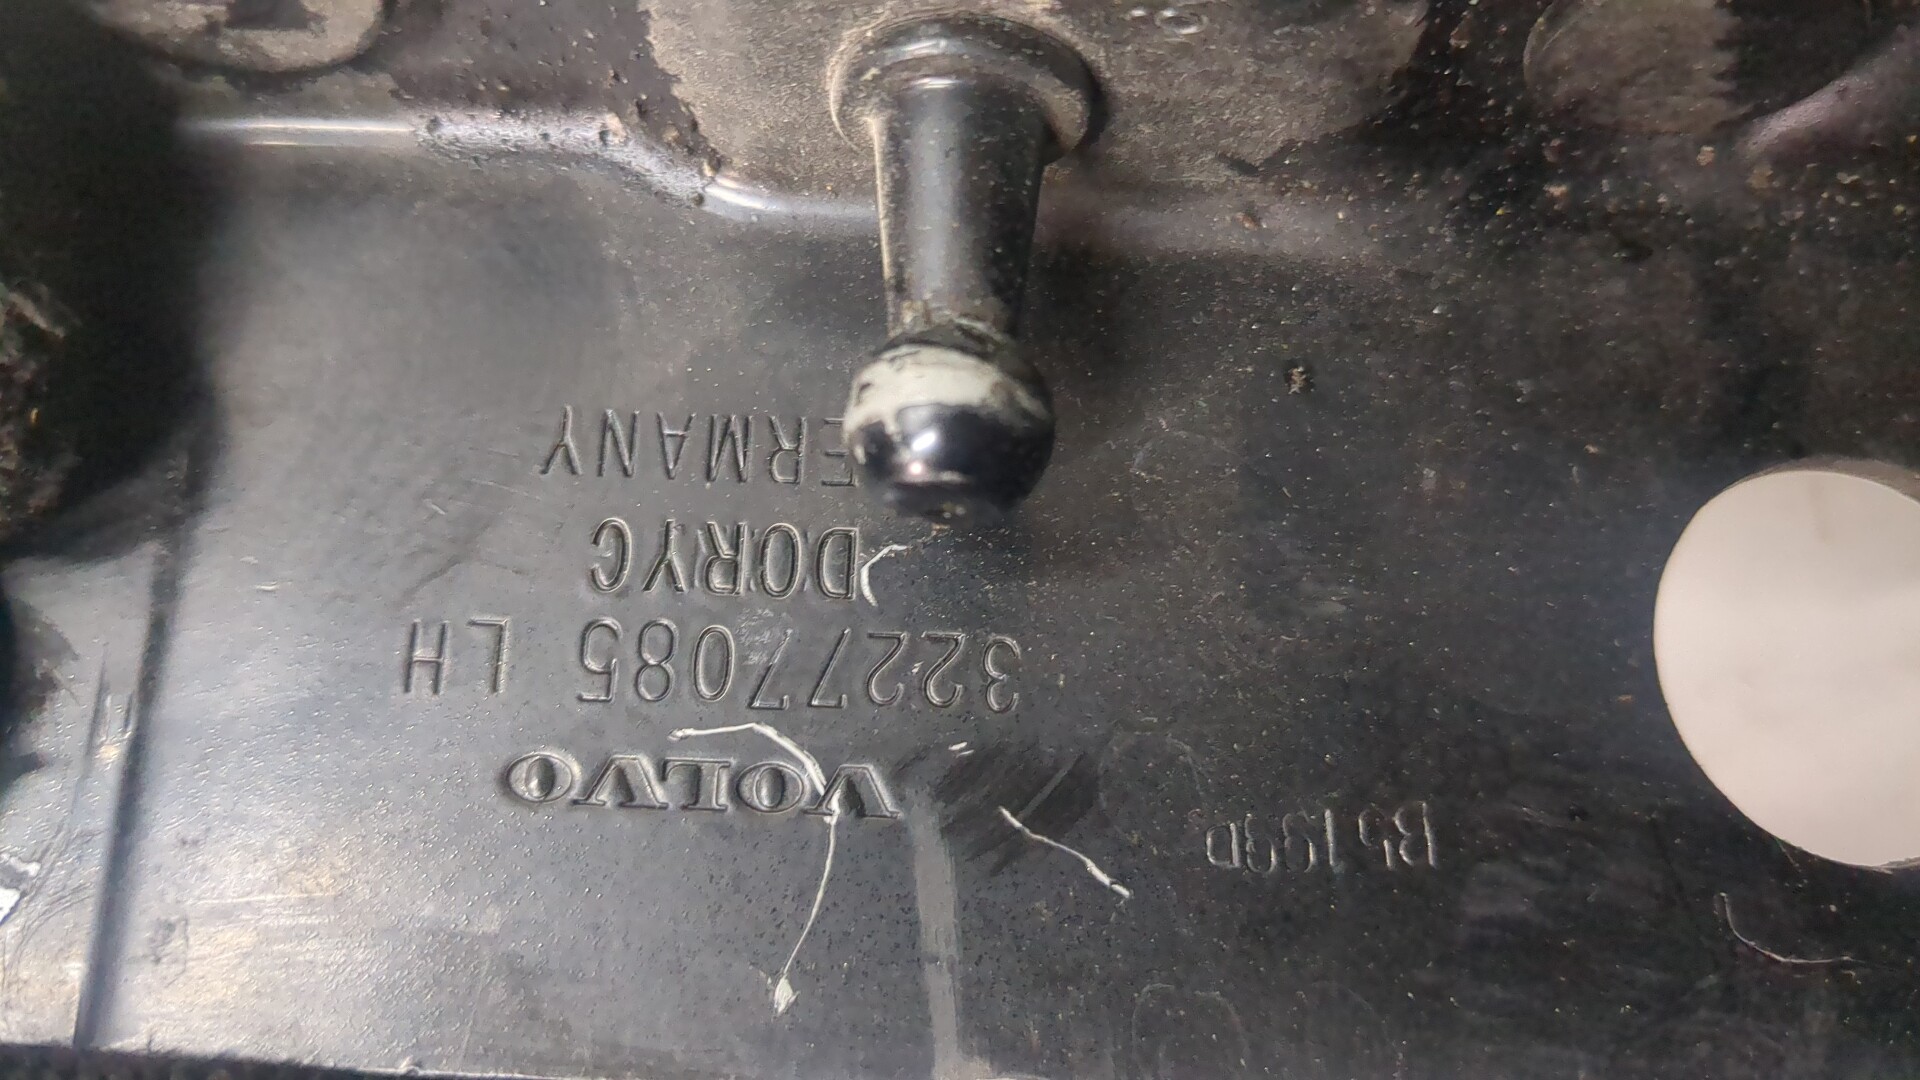 VOLVO
32277085 LH
DORYC
ERMANY